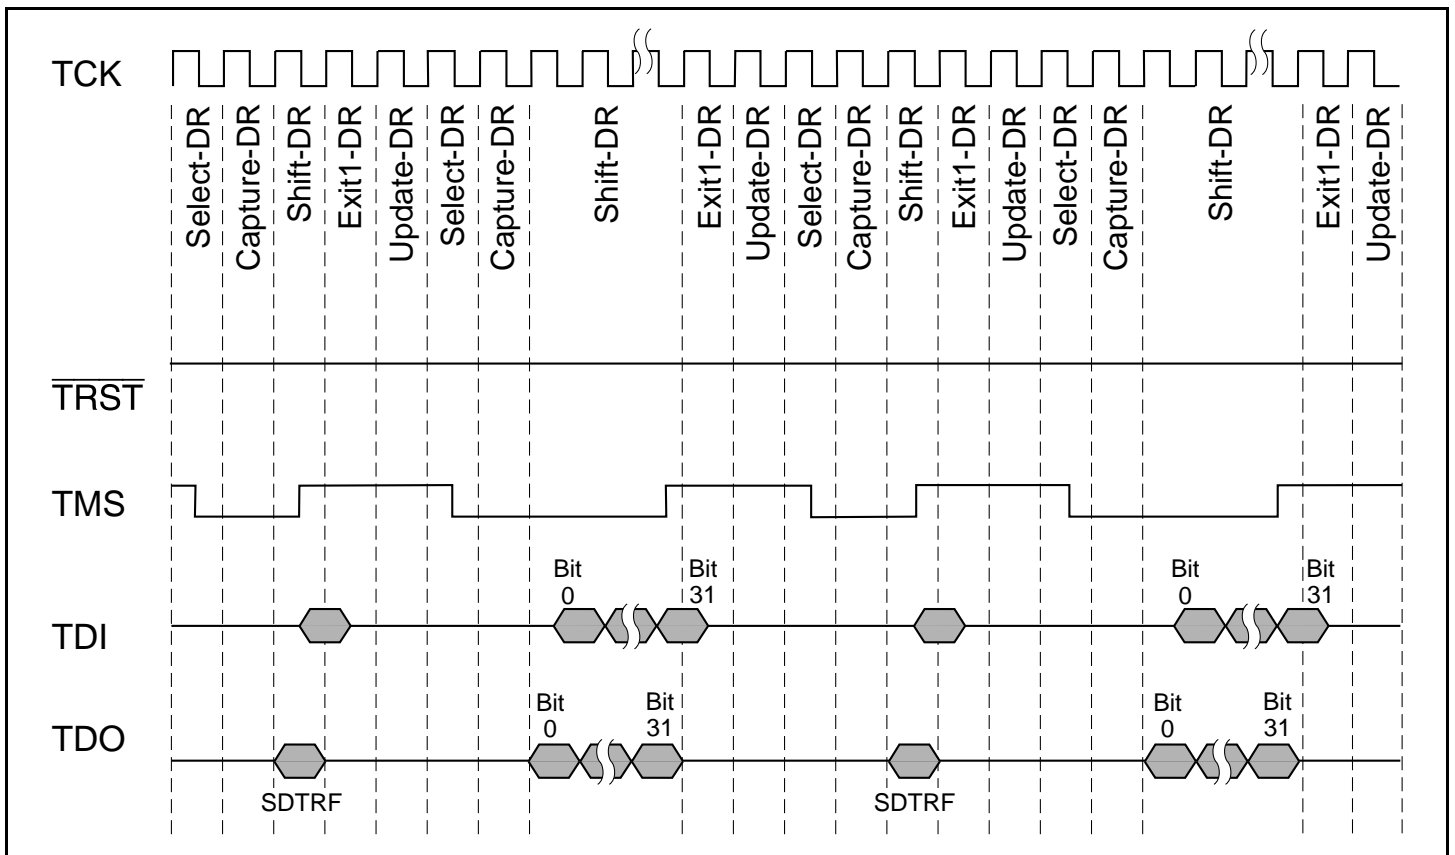 TCK
Select-DR
Capture-DR
Shift-DR
Exit1-DR
Update-DR
Select-DR
Capture-DR
Shift-DR
Exit1-DR
Update-DR
Select-DR
Capture-DR
Shift-DR
Exit1-DR
Update-DR
Select-DR
Capture-DR
Shift-DR
Exit1-DR
Update-DR
TRST
TMS
Bit
0
Bit
31
Bit
0
Bit
31
TDI
Bit
0
Bit
31
Bit
0
Bit
31
TDO
SDTRF
SDTRF